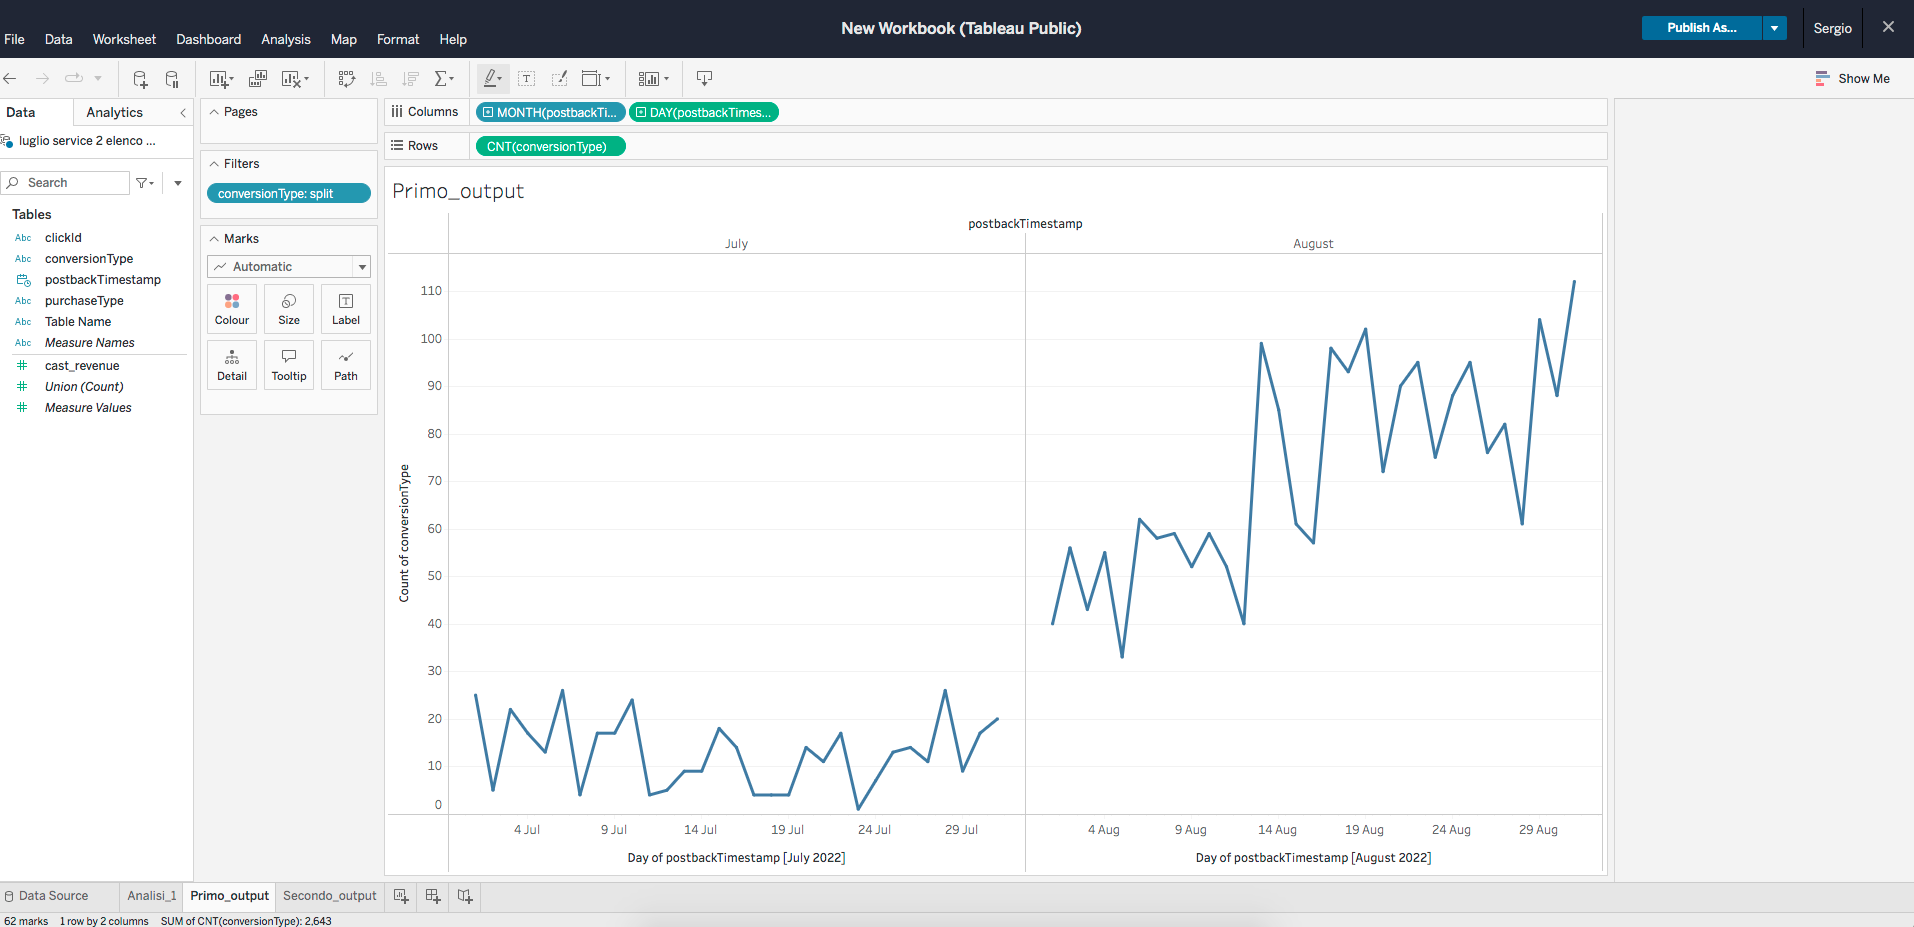 New Workbook (Tableau Public)
Publish As...
Sergio
File Data Worksheet Dashboard Analysis Map Format Help
Show Me
Data Analytics
luglio service 2 elenco ...
Search
Tables
Abc clickId
Abc conversionType
postbackTimestamp
Abc purchaseType
Abc Table Name
Abc Measure Names
# cast_revenue
# Union (Count)
# Measure Values
Pages
Filters
conversionType: split
Marks
Automatic
Colour Size Label
Detail Tooltip Path
Columns MONTH(postbackTi... DAY(postbackTimes...
Rows CNT(conversionType)
Primo_output
postbackTimestamp
July August
Count of conversionType
110
100
90
80
70
60
50
40
30
20
10
0
4 Jul 9 Jul 14 Jul 19 Jul 24 Jul 29 Jul 4 Aug 9 Aug 14 Aug 19 Aug 24 Aug 29 Aug
Day of postbackTimestamp [July 2022] Day of postbackTimestamp [August 2022]
Data Source Analisi_1 Primo_output Secondo_output
62 marks 1 row by 2 columns SUM of CNT(conversionType): 2,643